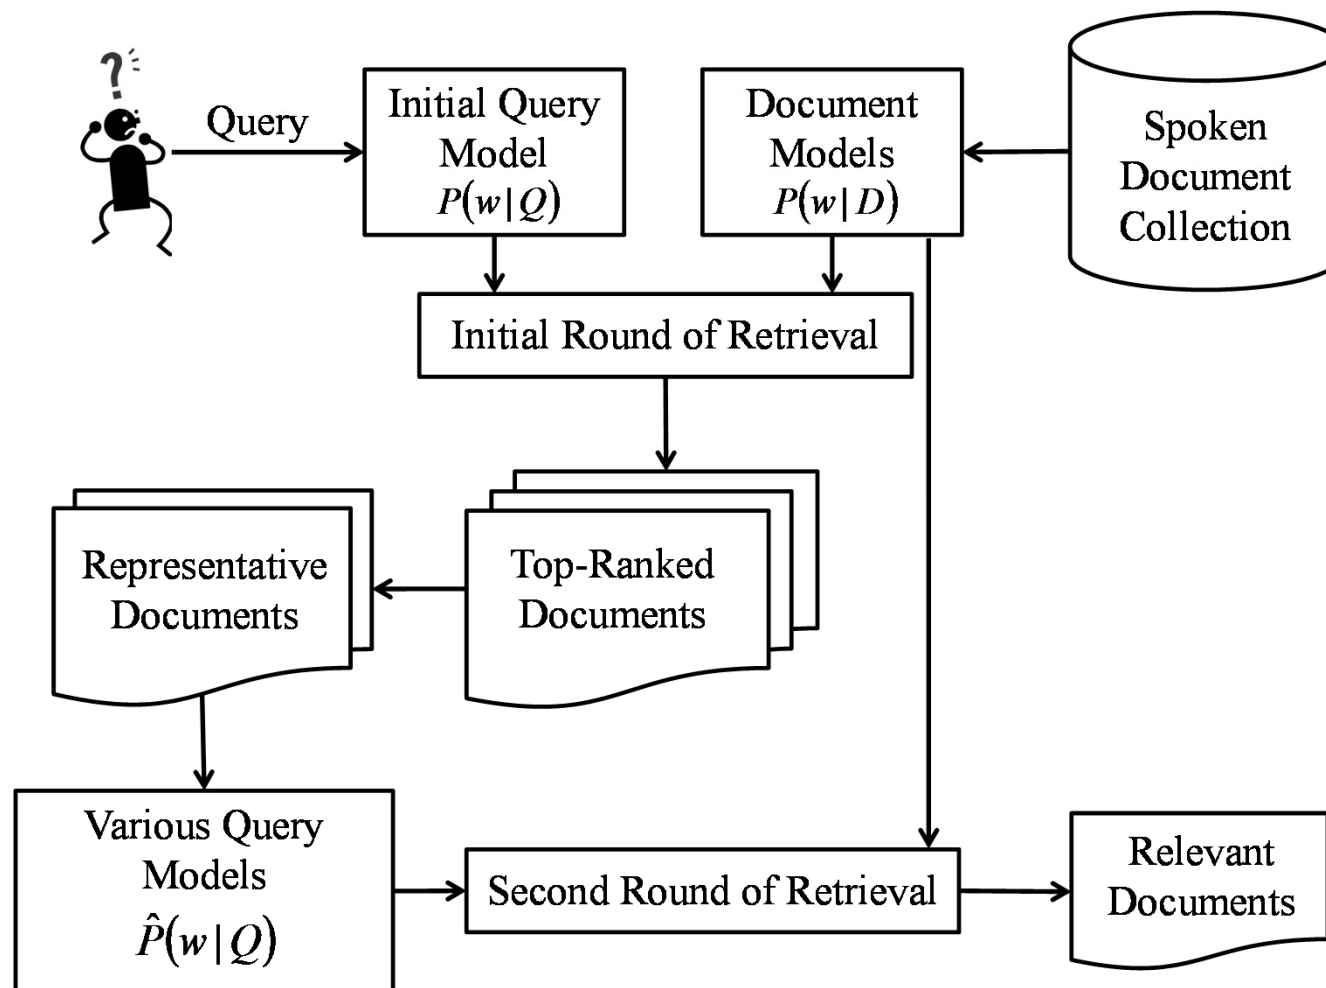 ?
Query
Initial Query
Model
P(w|Q)
Document
Models
P(w|D)
Spoken
Document
Collection
Initial Round of Retrieval
Representative
Documents
Top-Ranked
Documents
Various Query
Models
P̂(w|Q)
Second Round of Retrieval
Relevant
Documents